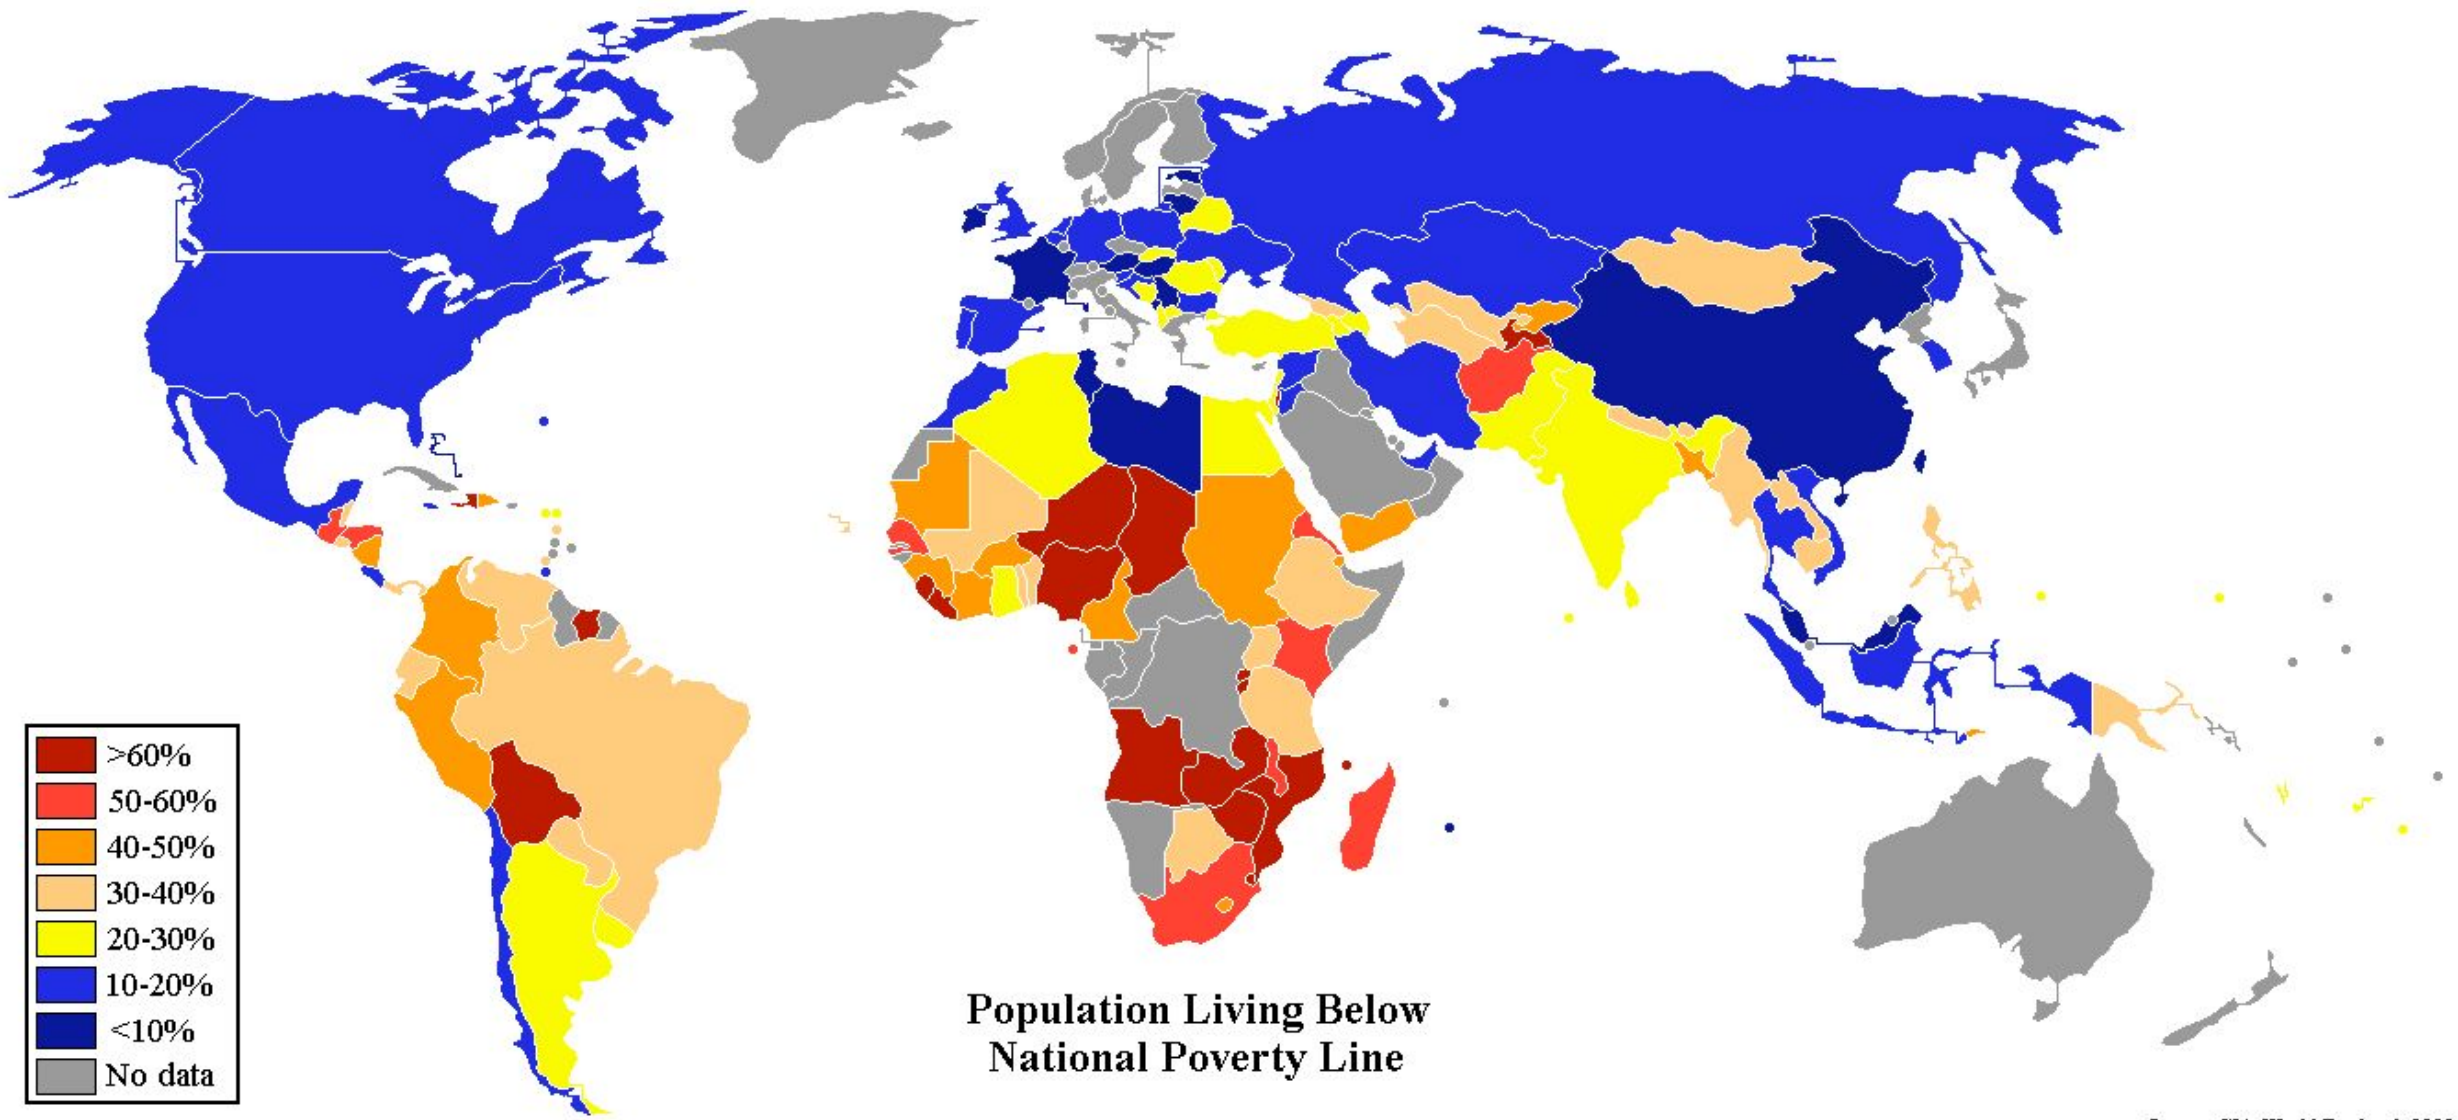 >60%
50-60%
40-50%
30-40%
20-30%
10-20%
<10%
No data
Population Living Below
National Poverty Line